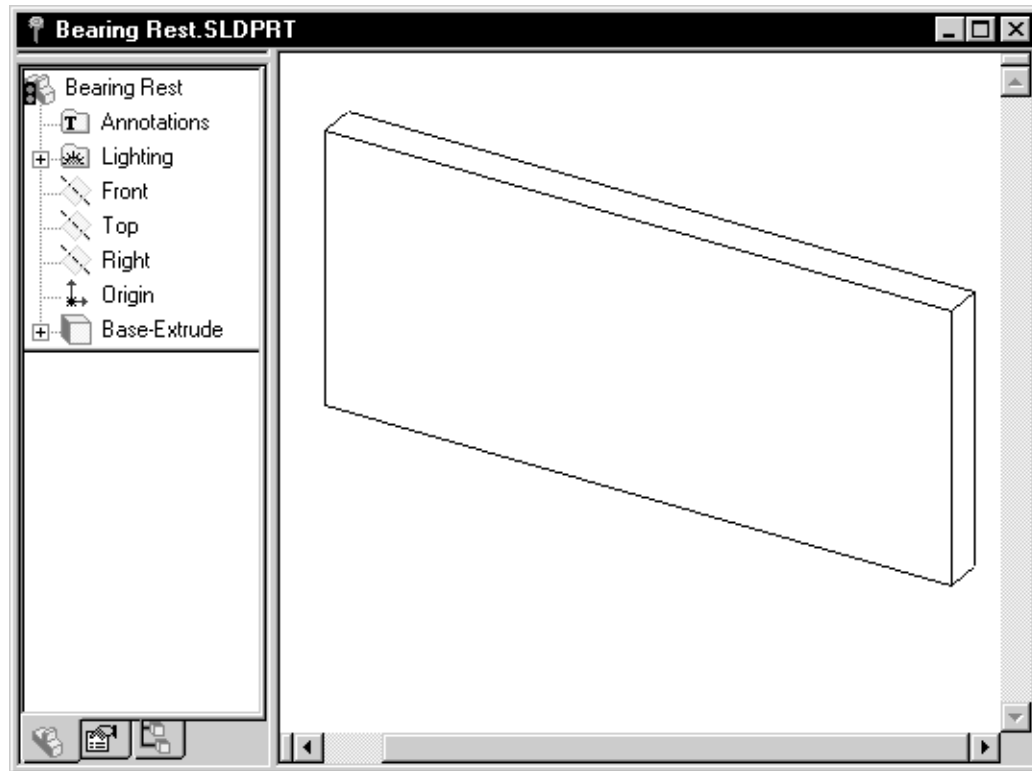 Bearing Rest.SLDPRT
Bearing Rest
Annotations
Lighting
Front
Top
Right
Origin
Base-Extrude